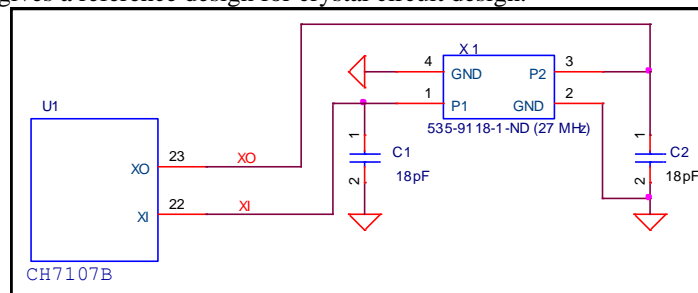 gives a reference design for crystal circuit design.
X1
4 GND P2 3
1 P1 GND 2
535-9118-1-ND (27 MHz)
U1
XO 23 XO
XI 22 XI
CH7107B
1
C1
18pF
2
1
C2
18pF
2